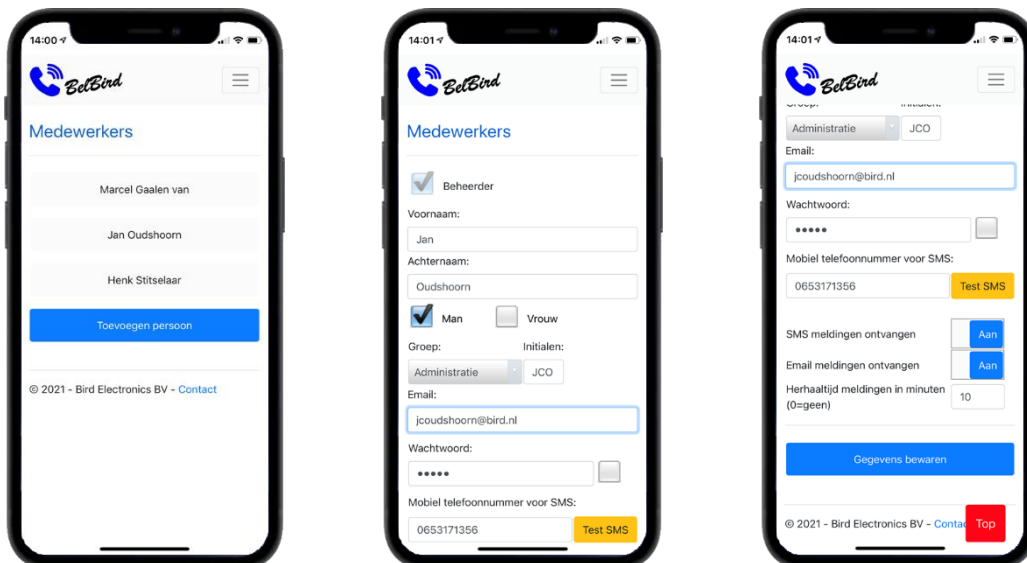 14:00
BelBird
Medewerkers
Marcel Gaalen van
Jan Oudshoorn
Henk Stitselaar
Toevoegen persoon
© 2021 - Bird Electronics BV - Contact
14:01
BelBird
Medewerkers
Beheerder
Voornaam:
Jan
Achternaam:
Oudshoorn
Man Vrouw
Groep: Initialen:
Administratie JCO
Email:
jcoudshoorn@bird.nl
Wachtwoord:
•••••
Mobiel telefoonnummer voor SMS:
0653171356 Test SMS
14:01
BelBird
Groep: Initialen:
Administratie JCO
Email:
jcoudshoorn@bird.nl
Wachtwoord:
•••••
Mobiel telefoonnummer voor SMS:
0653171356 Test SMS
SMS meldingen ontvangen Aan
Email meldingen ontvangen Aan
Herhaaltijd meldingen in minuten
(0=geen) 10
Gegevens bewaren
© 2021 - Bird Electronics BV - Conta Top